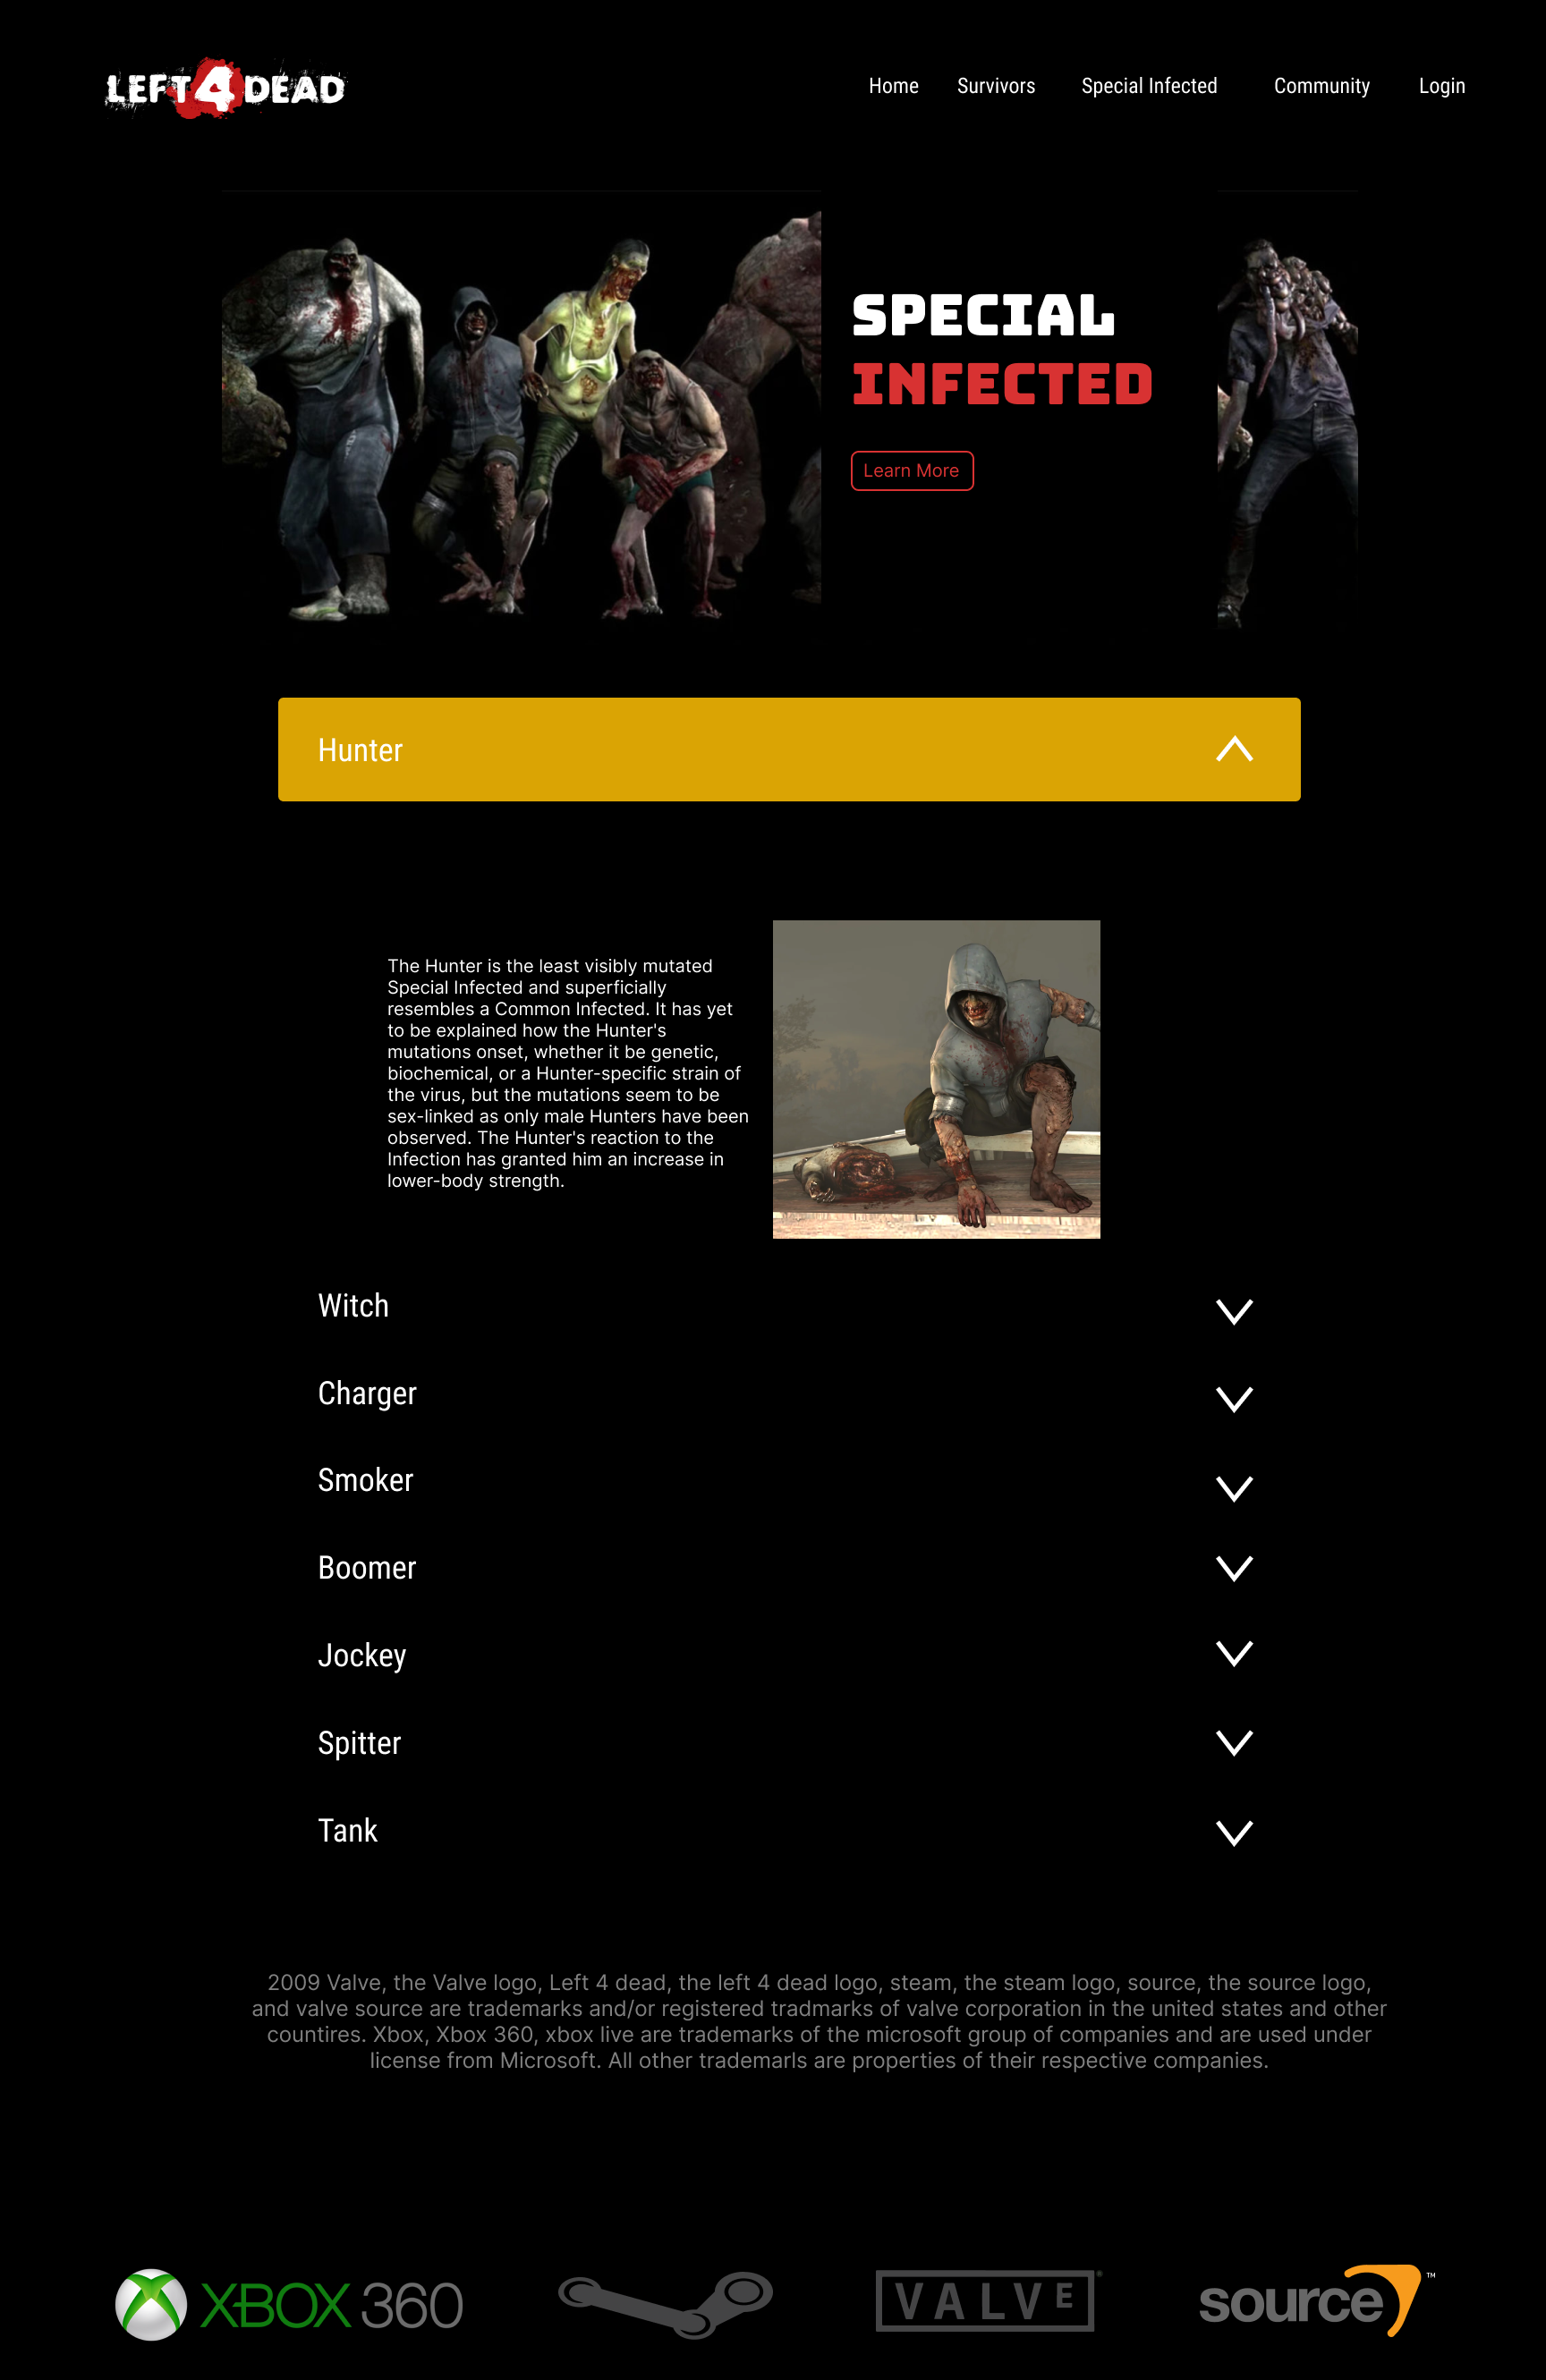 LEFT 4 DEAD
Home Survivors Special Infected Community Login
SPECIAL
INFECTED
Learn More
Hunter
The Hunter is the least visibly mutated
Special Infected and superficially
resembles a Common Infected. It has yet
to be explained how the Hunter's
mutations onset, whether it be genetic,
biochemical, or a Hunter-specific strain of
the virus, but the mutations seem to be
sex-linked as only male Hunters have been
observed. The Hunter's reaction to the
Infection has granted him an increase in
lower-body strength.
Witch
Charger
Smoker
Boomer
Jockey
Spitter
Tank
2009 Valve, the Valve logo, Left 4 dead, the left 4 dead logo, steam, the steam logo, source, the source logo,
and valve source are trademarks and/or registered tradmarks of valve corporation in the united states and other
countires. Xbox, Xbox 360, xbox live are trademarks of the microsoft group of companies and are used under
license from Microsoft. All other trademarls are properties of their respective companies.
XBOX 360 VALVE® source™